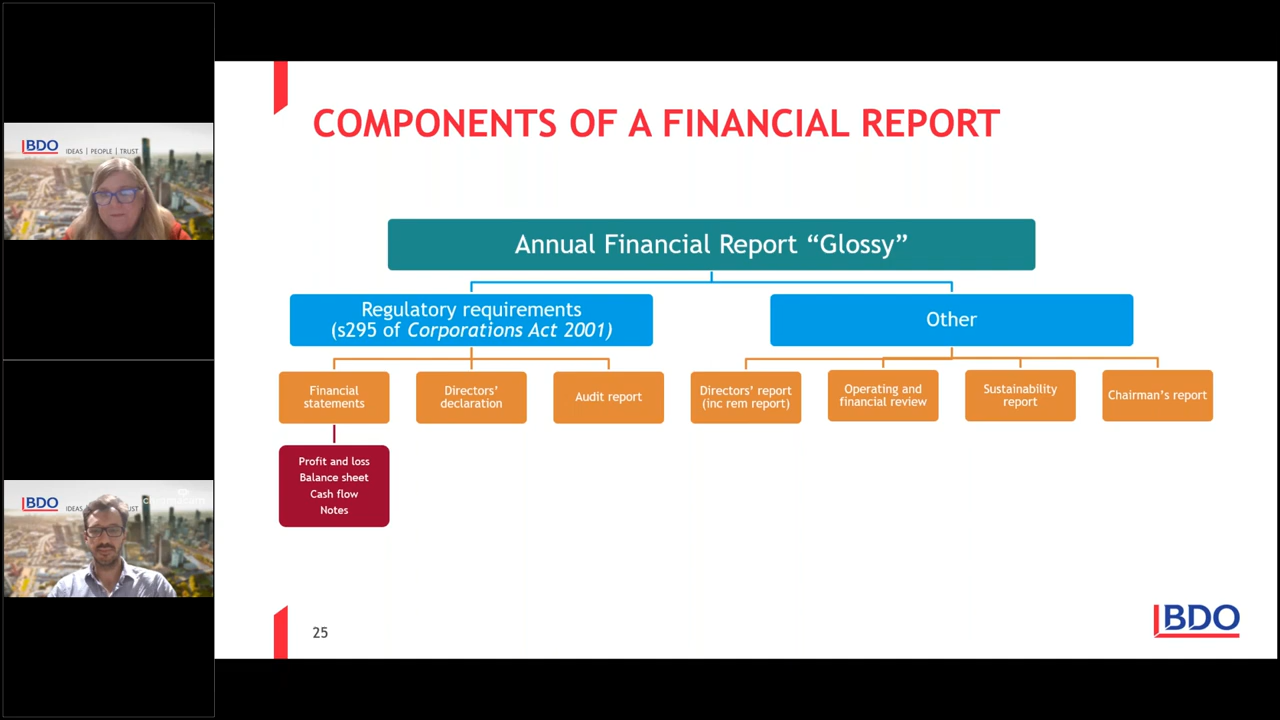 BDO
IDEAS | PEOPLE | TRUST
BDO
COMPONENTS OF A FINANCIAL REPORT
Annual Financial Report “Glossy”
Regulatory requirements
(s295 of Corporations Act 2001)
Other
Financial
statements
Directors’
declaration
Audit report
Directors’ report
(inc rem report)
Operating and
financial review
Sustainability
report
Chairman’s report
Profit and loss
Balance sheet
Cash flow
Notes
25
BDO